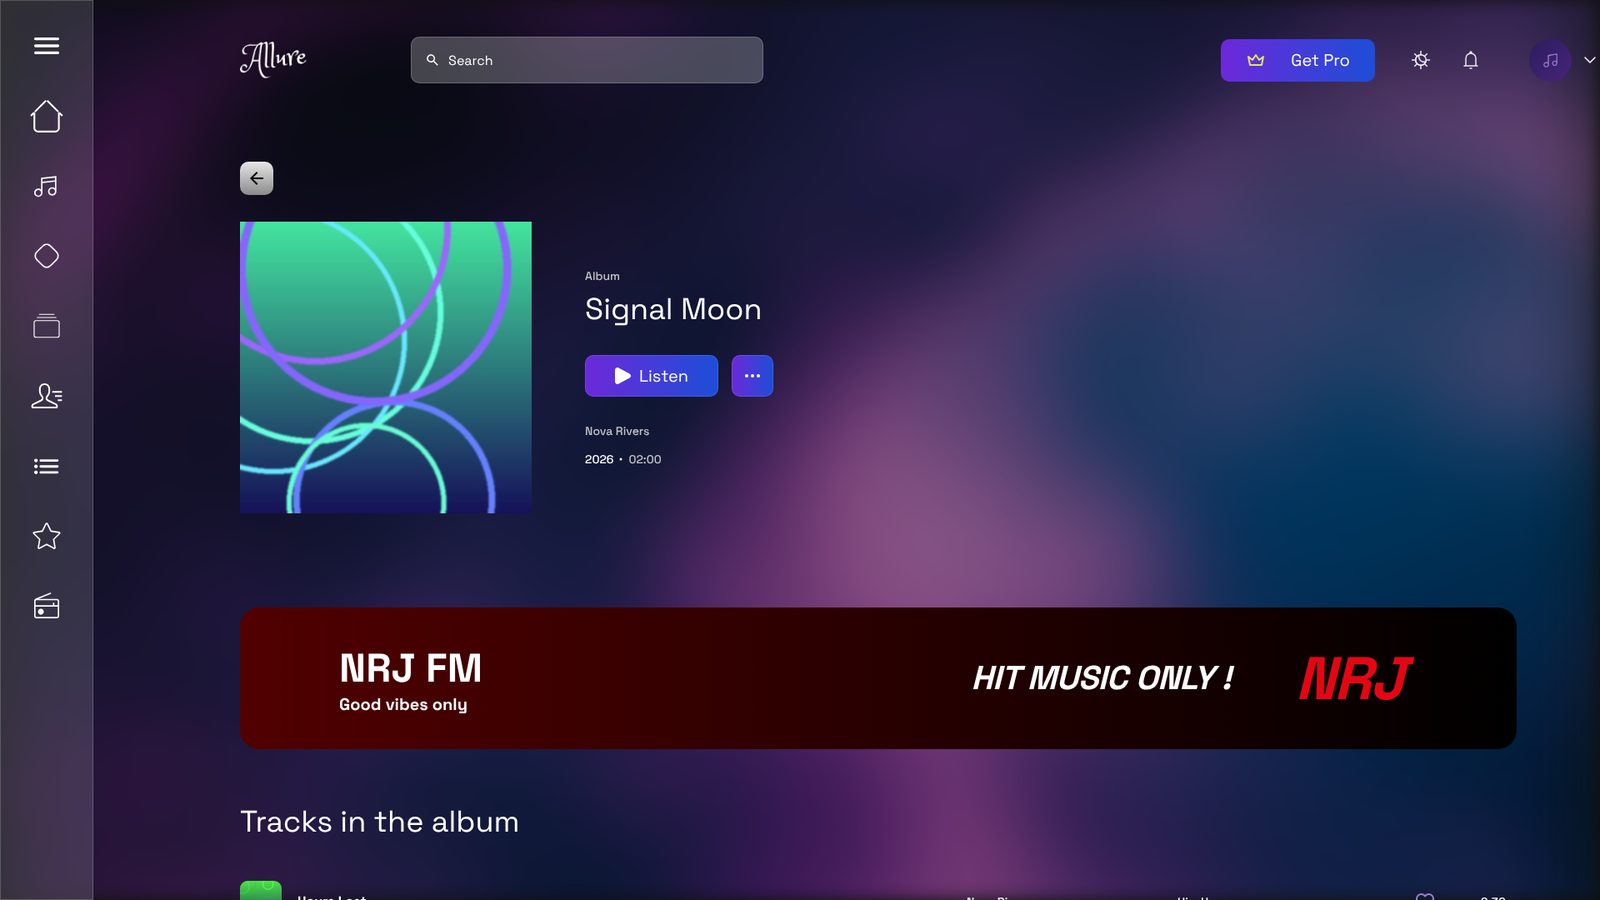 Allure
Search
Get Pro
Album
Signal Moon
Listen
Nova Rivers
2026 • 02:00
NRJ FM
Good vibes only
HIT MUSIC ONLY !
NRJ
Tracks in the album